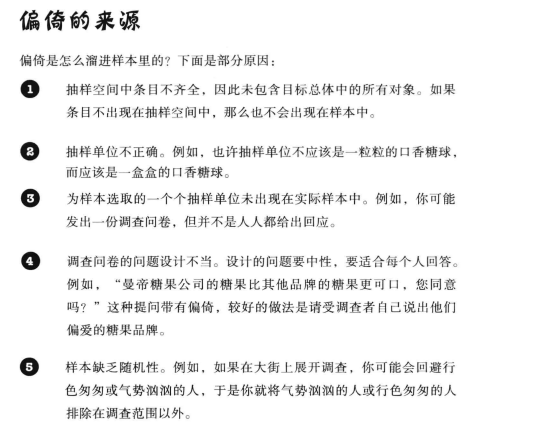 偏倚的来源
偏倚是怎么溜进样本里的？下面是部分原因：
1 抽样空间中条目不齐全，因此未包含目标总体中的所有对象。如果
条目不出现在抽样空间中，那么也不会出现在样本中。
2 抽样单位不正确。例如，也许抽样单位不应该是一粒粒的口香糖球，
而应该是一盒盒的口香糖球。
3 为样本选取的一个个抽样单位未出现在实际样本中。例如，你可能
发出一份调查问卷，但并不是人人都给出回应。
4 调查问卷的问题设计不当。设计的问题要中性，要适合每个人回答。
例如，“曼帝糖果公司的糖果比其他品牌的糖果更可口，您同意
吗？”这种提问带有偏倚，较好的做法是请受调查者自己说出他们
偏爱的糖果品牌。
5 样本缺乏随机性。例如，如果在大街上展开调查，你可能会回避行
色匆匆或气势汹汹的人，于是你就将气势汹汹的人或行色匆匆的人
排除在调查范围以外。